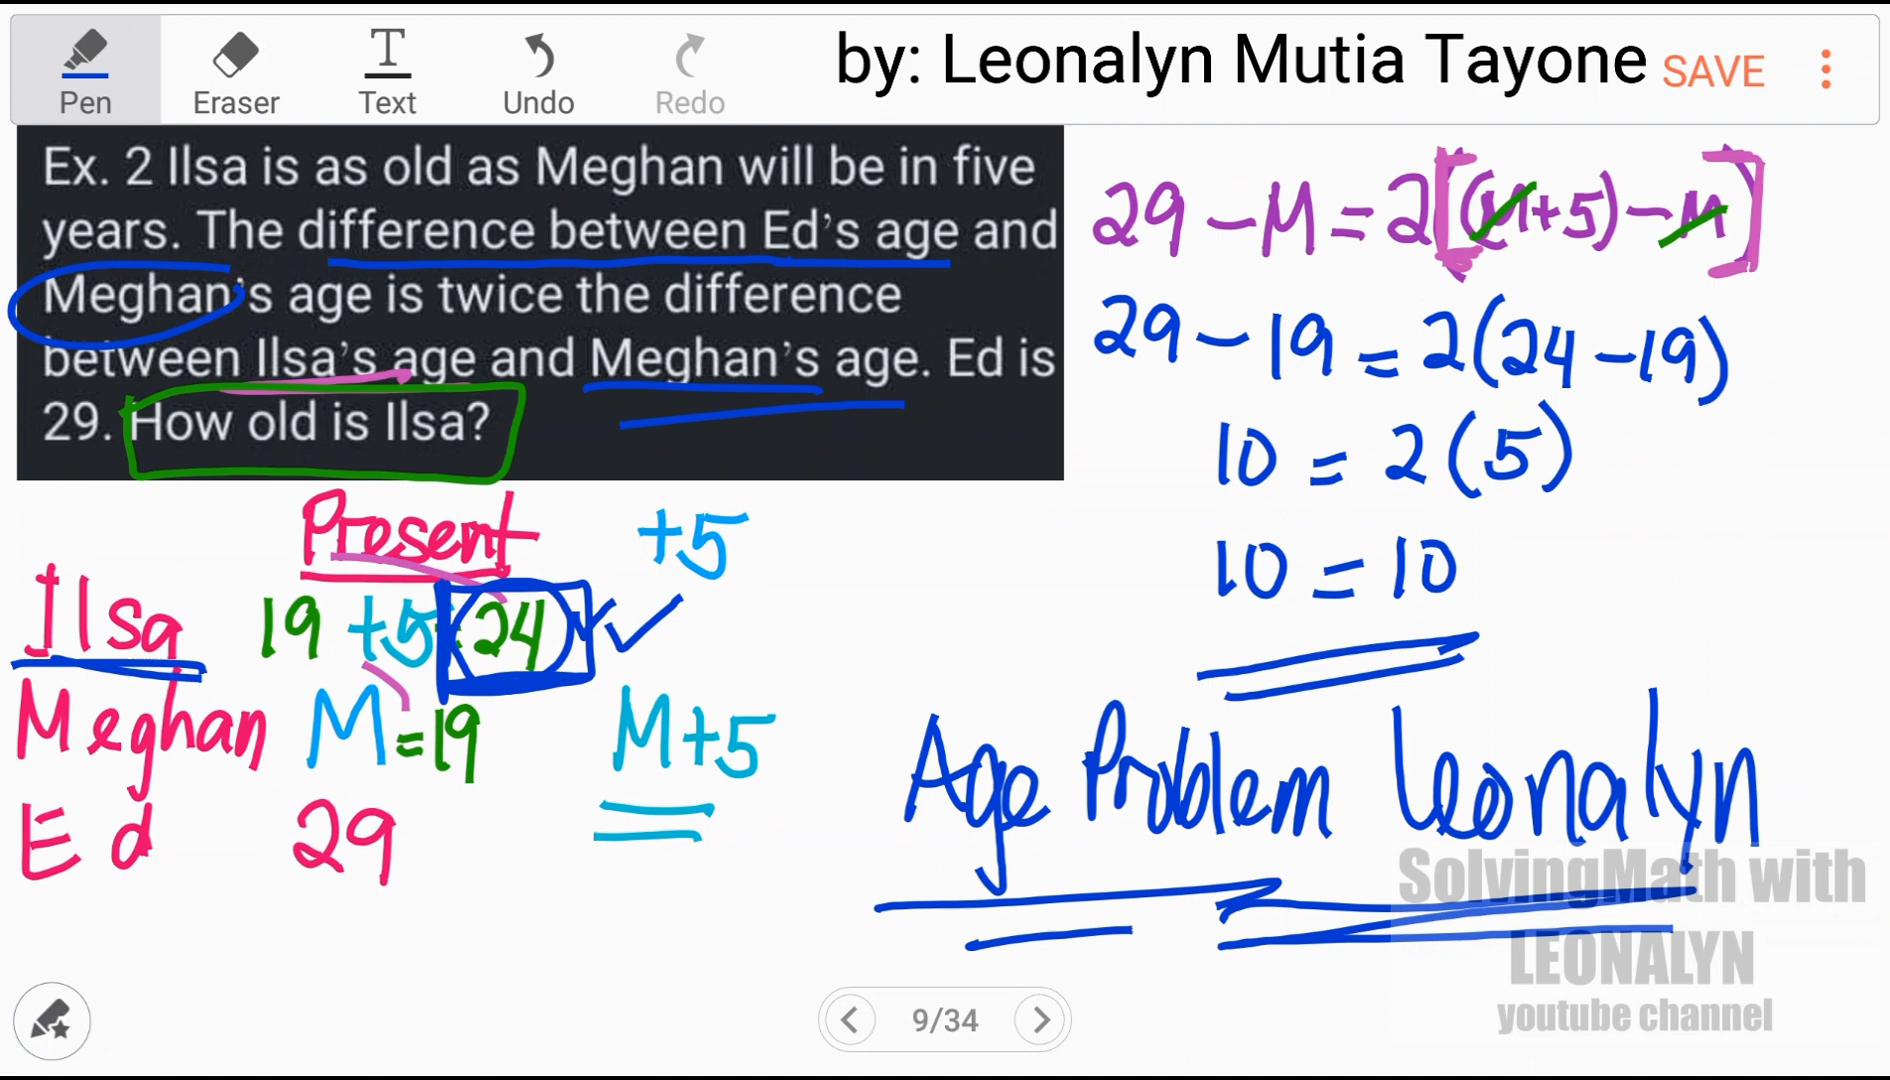 Pen
Eraser
T
Text
Undo
Redo
by: Leonalyn Mutia Tayone
SAVE
Ex. 2 Ilsa is as old as Meghan will be in five
years. The difference between Ed's age and
Meghan's age is twice the difference
between Ilsa's age and Meghan's age. Ed is
29. How old is Ilsa?
29 - M = 2[(M+5) - M]
29 - 19 = 2(24 - 19)
10 = 2(5)
10 = 10
Present +5
Ilsa 19 +5 = 24
Meghan M = 19 M+5
Ed 29
Age Problem Leonalyn
SolvingMath with
LEONALYN
youtube channel
9/34